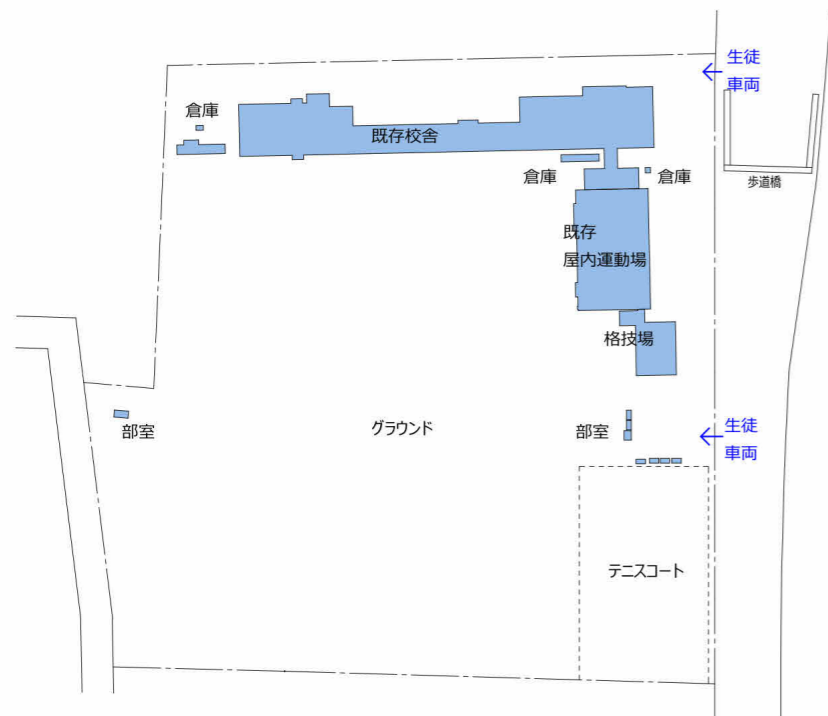 生徒
車両
倉庫
既存校舎
倉庫
倉庫
歩道橋
既存
屋内運動場
格技場
部室
グラウンド
部室
生徒
車両
テニスコート